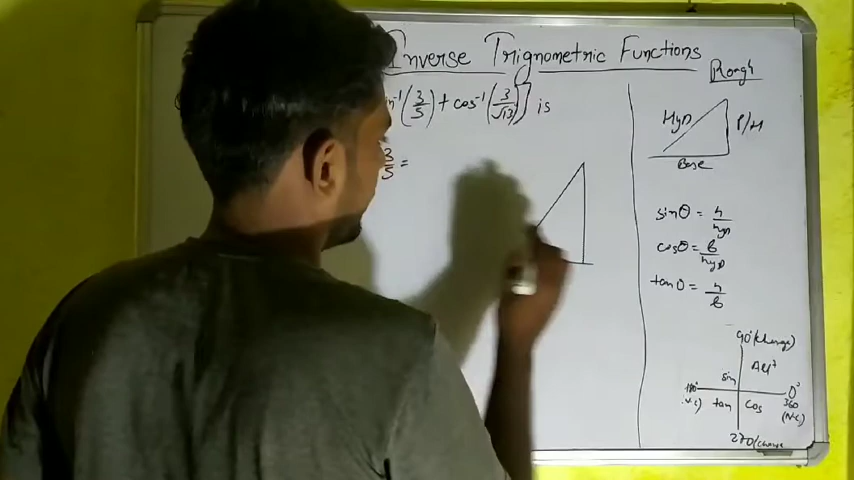 Inverse Trignometric Functions
Rough
in⁻¹(3/5) + cos⁻¹(3/√13)} is
3/5 =
Hyp
P/H
Base
sinθ = h/hyp
cosθ = b/hyp
tanθ = h/b
90°(change)
sin
All
180°
(N.C)
tan
cos
0°
360
(N.C)
270(change